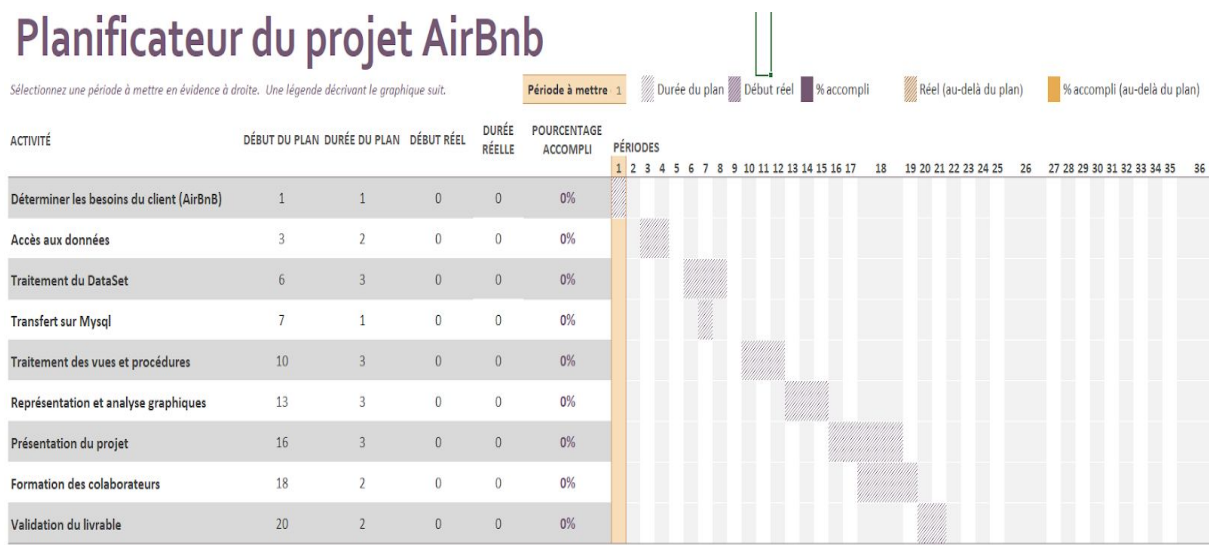 Planificateur du projet AirBnb
Sélectionnez une période à mettre en évidence à droite. Une légende décrivant le graphique suit.
Période à mettre 1
Durée du plan
Début réel
% accompli
Réel (au-delà du plan)
% accompli (au-delà du plan)
ACTIVITÉ DÉBUT DU PLAN DURÉE DU PLAN DÉBUT RÉEL DURÉE RÉELLE POURCENTAGE ACCOMPLI PÉRIODES
1 2 3 4 5 6 7 8 9 10 11 12 13 14 15 16 17 18 19 20 21 22 23 24 25 26 27 28 29 30 31 32 33 34 35 36
Déterminer les besoins du client (AirBnB) 1 1 0 0 0%
Accès aux données 3 2 0 0 0%
Traitement du DataSet 6 3 0 0 0%
Transfert sur Mysql 7 1 0 0 0%
Traitement des vues et procédures 10 3 0 0 0%
Représentation et analyse graphiques 13 3 0 0 0%
Présentation du projet 16 3 0 0 0%
Formation des colaborateurs 18 2 0 0 0%
Validation du livrable 20 2 0 0 0%